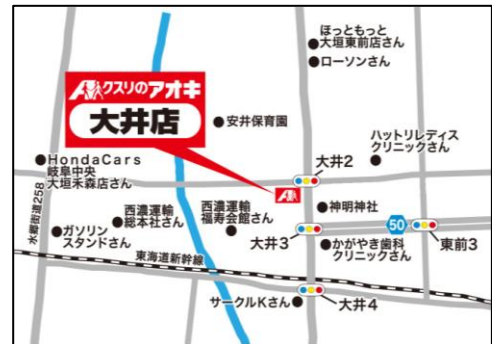 ほっともっと
大垣東前店さん
ローソンさん
クスリのアオキ
大井店
安井保育園
ハットリレディス
クリニックさん
HondaCars
岐阜中央
大垣禾森店さん
大井2
水郷街道258
西濃運輸
総本社さん
西濃運輸
福寿会館さん
神明神社
ガソリン
スタンドさん
大井3
50
東前3
かがやき歯科
クリニックさん
東海道新幹線
サークルKさん
大井4